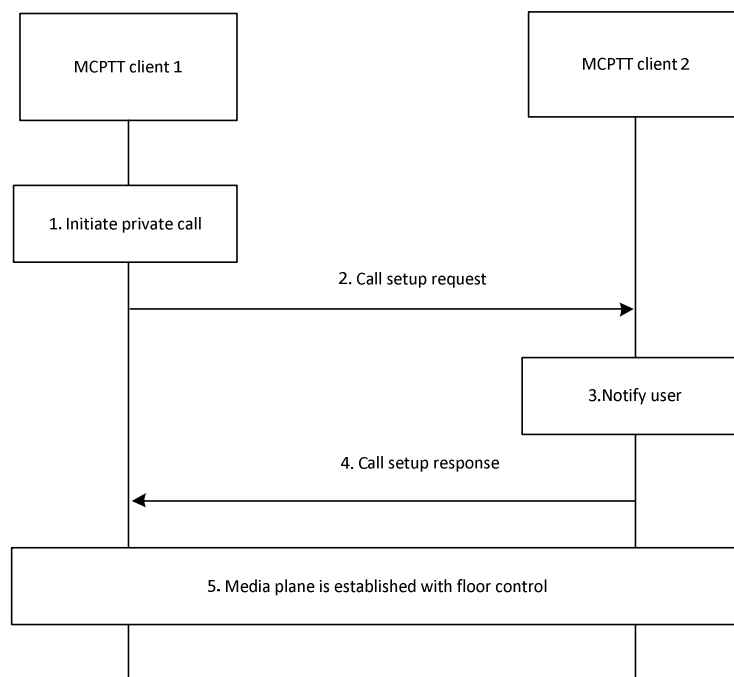 MCPTT client 1
MCPTT client 2
1. Initiate private call
2. Call setup request
3.Notify user
4. Call setup response
5. Media plane is established with floor control